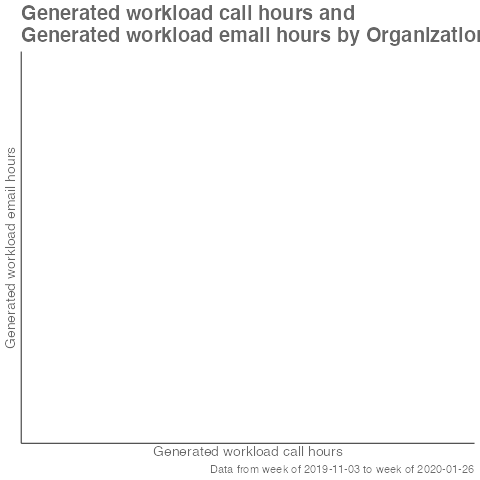 Generated workload call hours and
Generated workload email hours by Organization
Generated workload email hours
Generated workload call hours
Data from week of 2019-11-03 to week of 2020-01-26